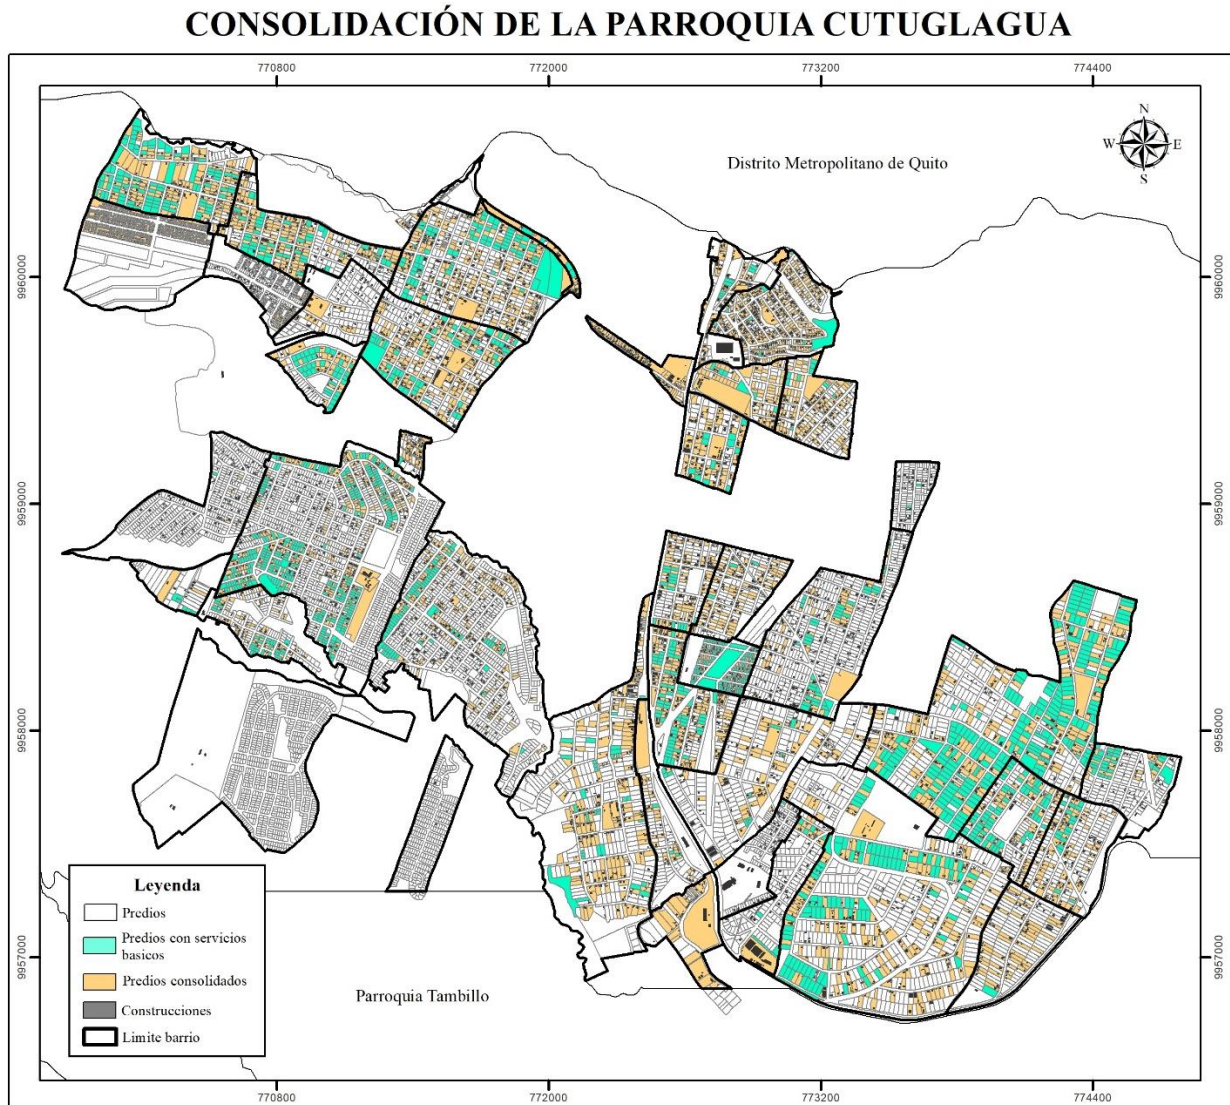 CONSOLIDACIÓN DE LA PARROQUIA CUTUGLAGUA
770800 772000 773200 774400
N
W E
S
Distrito Metropolitano de Quito
9960000 9960000
9959000 9959000
9958000 9958000
9957000 9957000
Leyenda
Predios
Predios con servicios
basicos
Predios consolidados
Construcciones
Limite barrio
Parroquia Tambillo
770800 772000 773200 774400